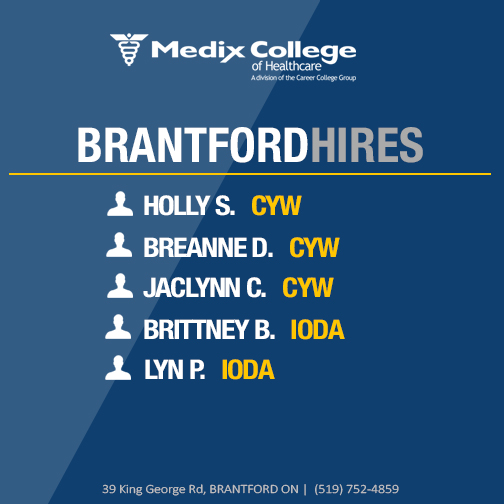 Medix College
of Healthcare
A division of the Career College Group
BRANTFORDHIRES
HOLLY S. CYW
BREANNE D. CYW
JACLYNN C. CYW
BRITTNEY B. IODA
LYN P. IODA
39 King George Rd, BRANTFORD ON | (519) 752-4859